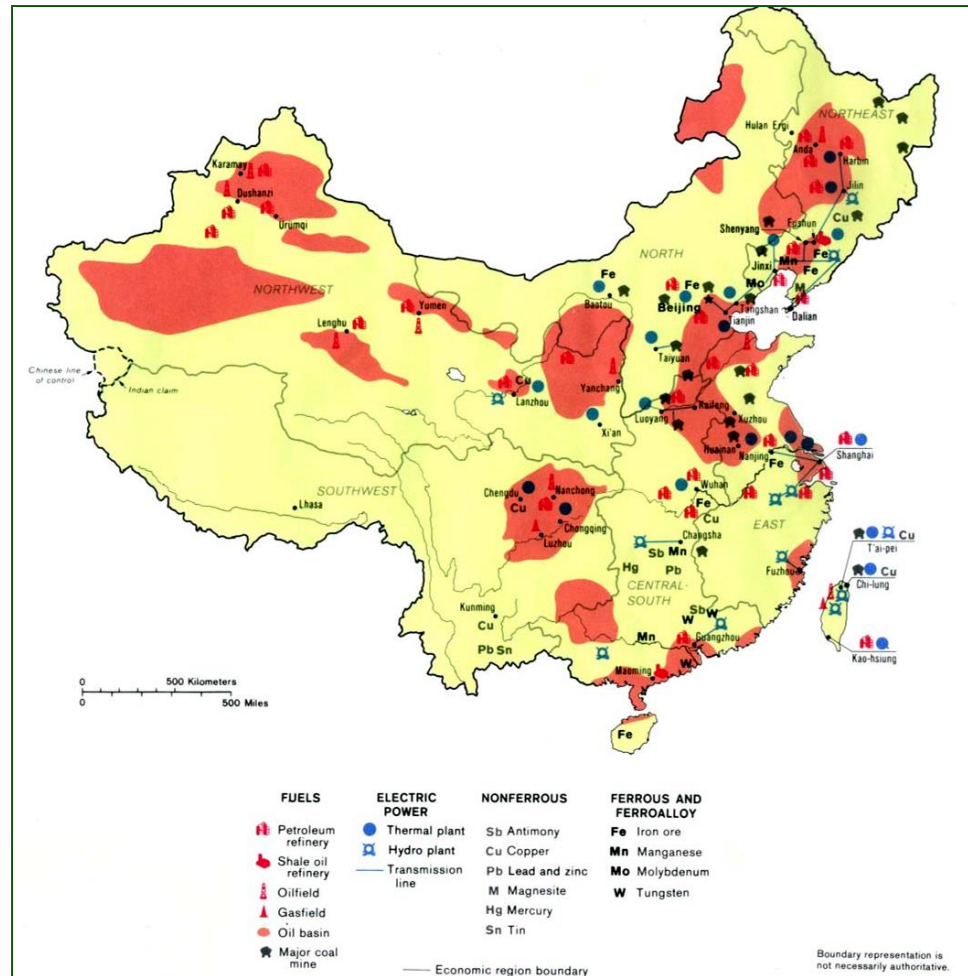 NORTHEAST
Hulan Ergi
Anda
Harbin
Karamay
Dushanzi
Urumqi
Jilin
Cu
Fushun
Shenyang
NORTH
Jinxi
Mn
Fe
Fe
Mo
M
NORTHWEST
Yumen
Fe
Baotou
Fe
Beijing
Tangshan
Tianjin
Dalian
Lenghu
Taiyuan
Chinese line
of control
Indian claim
Cu
Lanzhou
Yanchang
Luoyang
Kaifeng
Xuzhou
Xi'an
Huainan
Nanjing
Fe
Shanghai
SOUTHWEST
Lhasa
Chengdu
Cu
Nanchong
Chongqing
Luzhou
Wuhan
Fe
Cu
EAST
Changsha
Sb
Mn
Hg
Pb
CENTRAL-
SOUTH
Fuzhou
Cu
T'ai-pei
Cu
Chi-lung
Kao-hsiung
Kunming
Cu
Pb Sn
Sb
W
W
Mn
Guangzhou
W
Maoming
Fe
0 500 Kilometers
0 500 Miles
FUELS
Petroleum
refinery
Shale oil
refinery
Oilfield
Gasfield
Oil basin
Major coal
mine
ELECTRIC
POWER
Thermal plant
Hydro plant
Transmission
line
NONFERROUS
Sb Antimony
Cu Copper
Pb Lead and zinc
M Magnesite
Hg Mercury
Sn Tin
FERROUS AND
FERROALLOY
Fe Iron ore
Mn Manganese
Mo Molybdenum
W Tungsten
Economic region boundary
Boundary representation is
not necessarily authoritative.